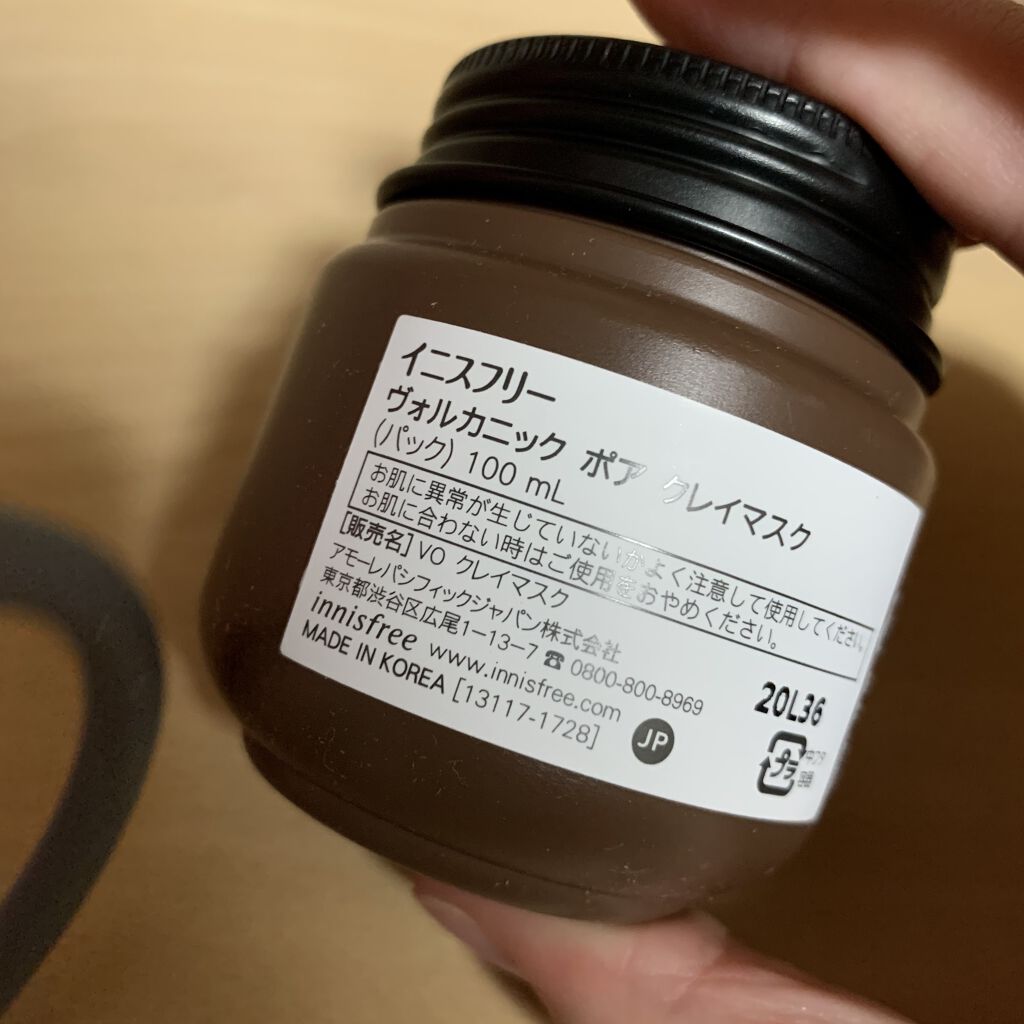 イニスフリー
ヴォルカニック ポア クレイマスク
(パック) 100 mL
お肌に異常が生じていないかよく注意して使用してください。
お肌に合わない時はご使用をおやめください。
[販売名] VO クレイマスク
アモーレパシフィックジャパン株式会社
東京都渋谷区広尾1-13-7 ☎ 0800-800-8969
innisfree www.innisfree.com
MADE IN KOREA [13117-1728]
JP
20L36
プラ
中フタ